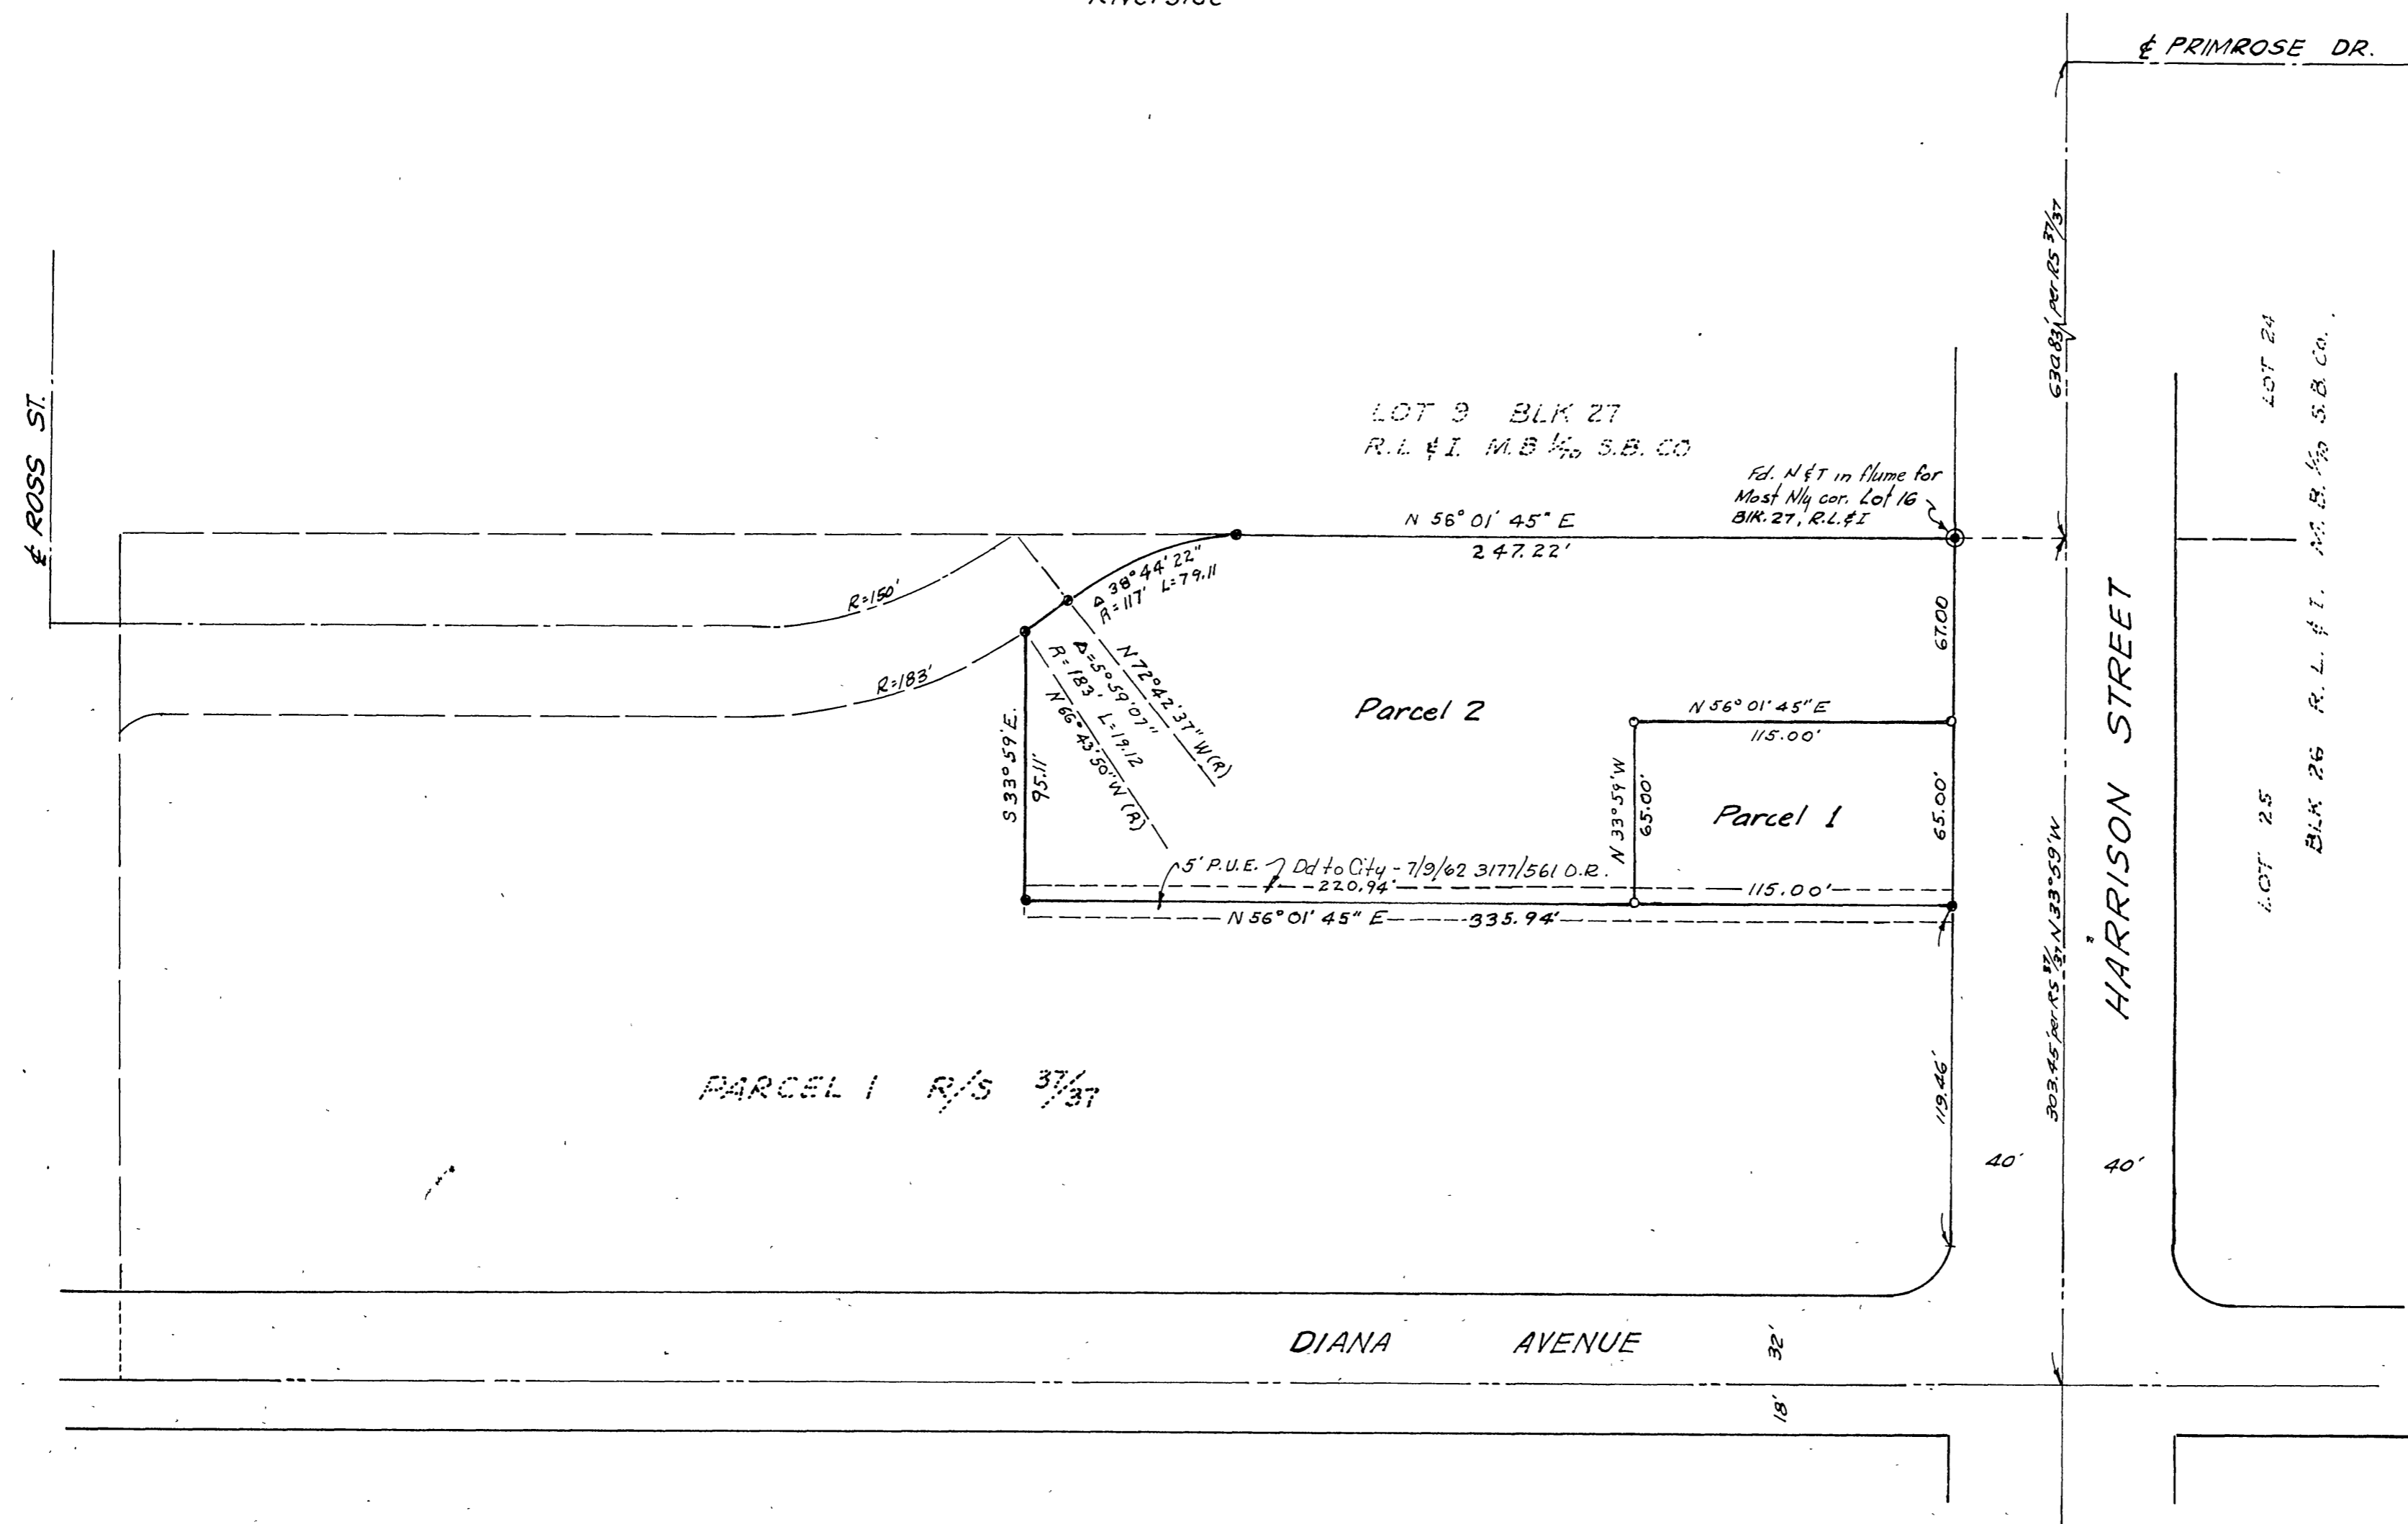 Riverside
℄ PRIMROSE DR.
℄ ROSS ST.
630.83' per RS 37/37
LOT 24
LOT 9 BLK 27
R.L & I. M.B 1/70 S.B. CO
Fd. N & T in flume for
Most Nly cor. Lot 16
Blk. 27, R.L. & I
N 56° 01' 45" E
247.22'
Δ 38° 44' 22"
R = 117' L = 79.11
R=150'
R=183'
N 72° 42' 37" W (R)
Δ = 5° 59' 07"
R = 183' L = 19.12
N 66° 43' 50" W (R)
S 33° 59' E.
95.11'
Parcel 2
67.00
N 56° 01' 45" E
115.00'
N 33° 59' W
65.00'
Parcel 1
65.00'
HARRISON STREET
BLK 26 R. L. & I. M. B. 1/70 S. B. CO.
LOT 25
5' P.U.E. Dd to City - 7/9/62 3177/561 O.R.
220.94'
115.00'
N 56° 01' 45" E 335.94'
303.45' per RS 37/37 N 33° 59' W
119.46'
PARCEL 1 R/S 37/37
40'
40'
DIANA AVENUE
32'
18'